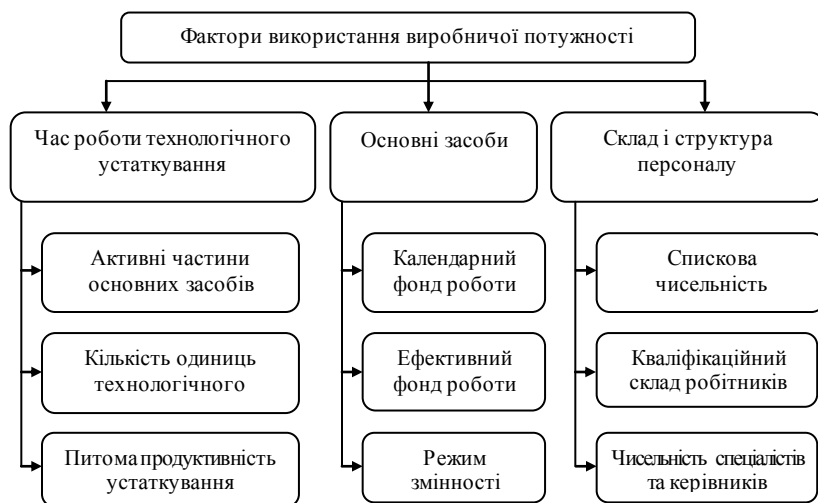 Фактори використання виробничої потужності
Час роботи технологічного
устаткування
Основні засоби
Склад і структура
персоналу
Активні частини
основних засобів
Календарний
фонд роботи
Спискова
чисельність
Кількість одиниць
технологічного
Ефективний
фонд роботи
Кваліфікаційний
склад робітників
Питома продуктивність
устаткування
Режим
змінності
Чисельність спеціалістів
та керівників